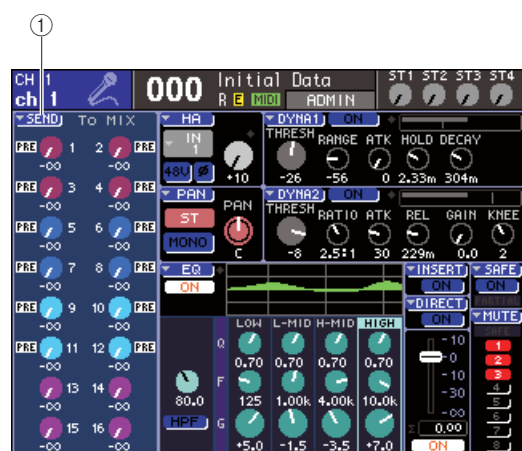 ①
CH 1
ch 1
000
Initial Data
R E MIDI ADMIN
ST1 ST2 ST3 ST4
SEND To MIX
PRE 1 2 PRE
-∞ -∞
PRE 3 4 PRE
-∞ -∞
PRE 5 6 PRE
-∞ -∞
PRE 7 8 PRE
-∞ -∞
PRE 9 10 PRE
-∞ -∞
PRE 11 12 PRE
-∞ -∞
13 14
-∞ -∞
15 16
-∞ -∞
HA
IN
1
48V ø
+10
PAN
ST
MONO
PAN
C
DYNA1 ON
THRESH RANGE ATK HOLD DECAY
-26 -56 0 2.33m 304m
DYNA2 ON
THRESH RATIO ATK REL GAIN KNEE
-8 2.5:1 30 229m 0.0 2
EQ
ON
LOW L-MID H-MID HIGH
Q
0.70 0.70 0.70 0.70
F
80.0 125 1.00k 4.00k 10.0k
HPF
G
+5.0 -1.5 -3.5 +7.0
INSERT
ON
DIRECT
ON
-10
-0
-10
-30
-∞
Σ 0.00
ON
SAFE
ON
PARTIAL
MUTE
SAFE
1
2
3
4
5
6
7
8